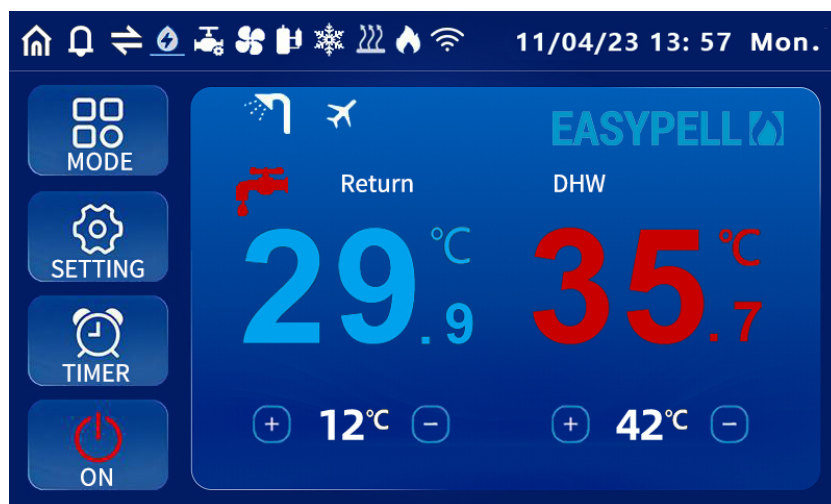 11/04/23 13: 57 Mon.
MODE
EASYPELL
Return DHW
SETTING
29.9 °C 35.7 °C
TIMER
+ 12°C − + 42°C −
ON